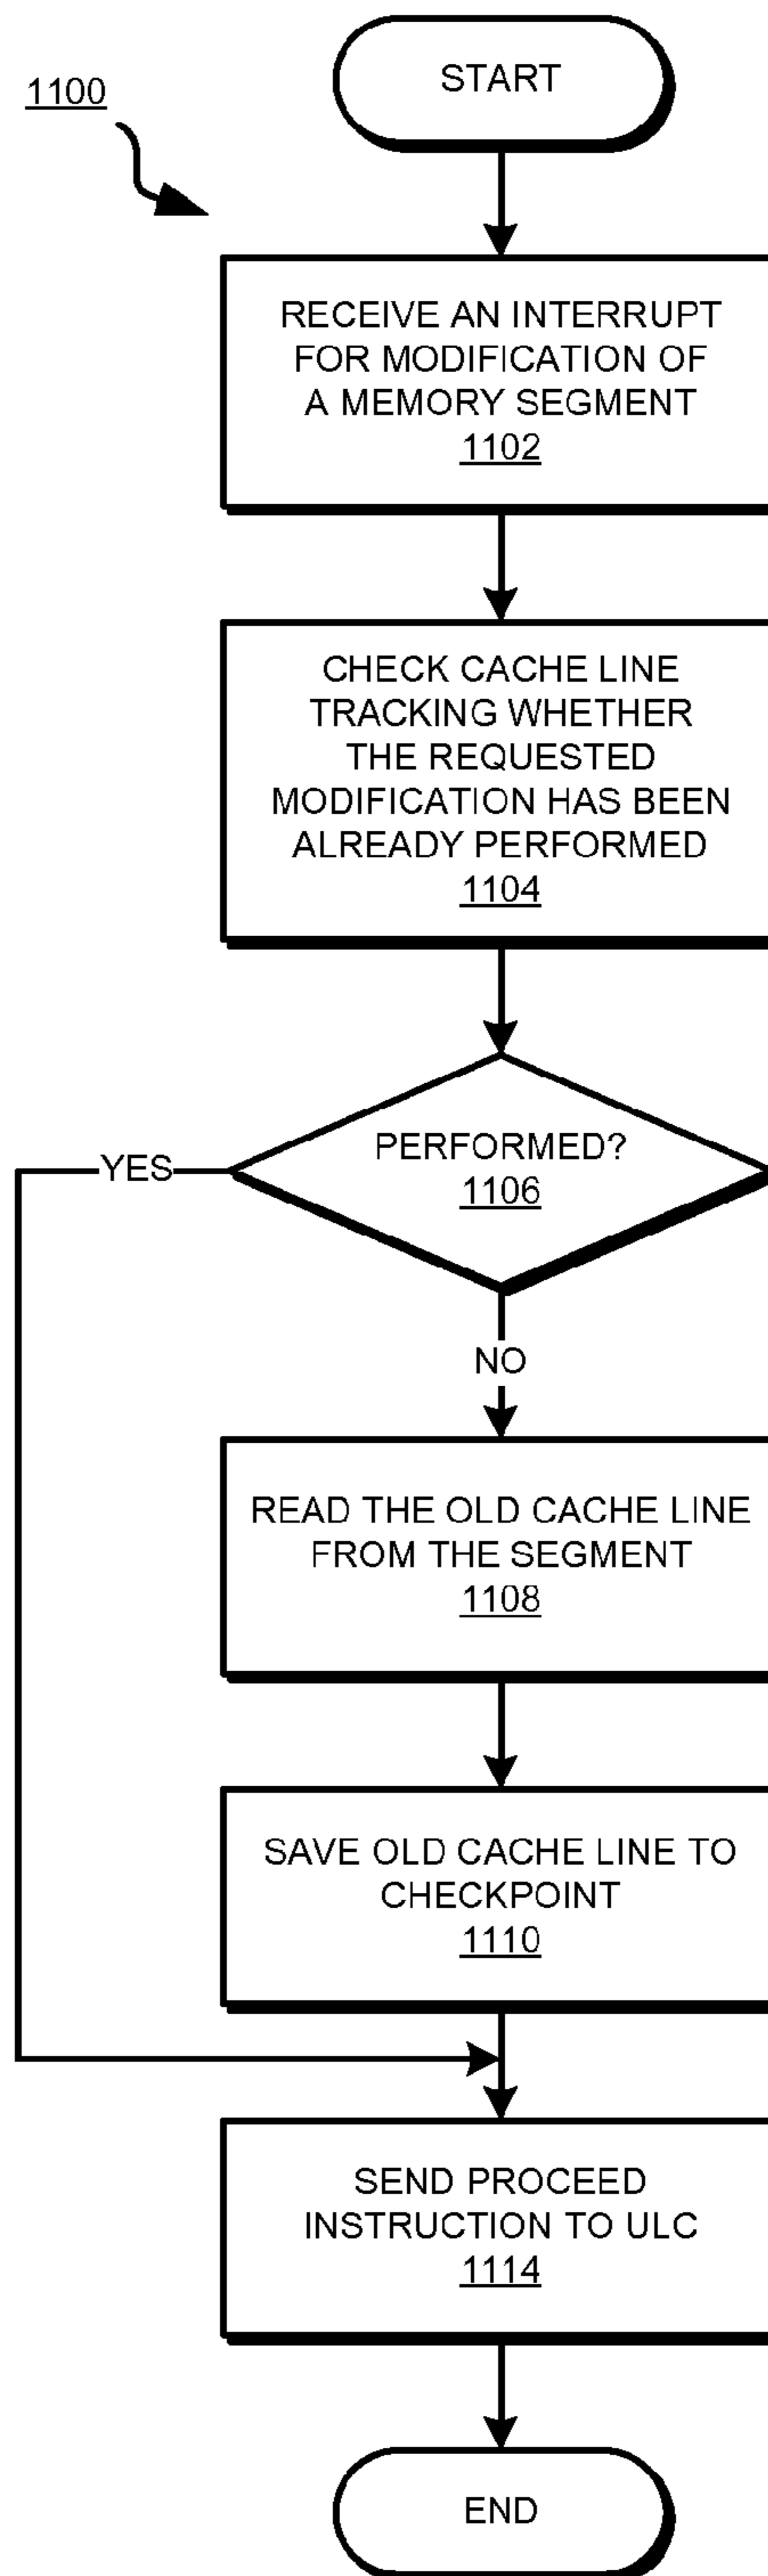 1100
START
RECEIVE AN INTERRUPT
FOR MODIFICATION OF
A MEMORY SEGMENT
1102
CHECK CACHE LINE
TRACKING WHETHER
THE REQUESTED
MODIFICATION HAS BEEN
ALREADY PERFORMED
1104
PERFORMED?
1106
YES
NO
READ THE OLD CACHE LINE
FROM THE SEGMENT
1108
SAVE OLD CACHE LINE TO
CHECKPOINT
1110
SEND PROCEED
INSTRUCTION TO ULC
1114
END